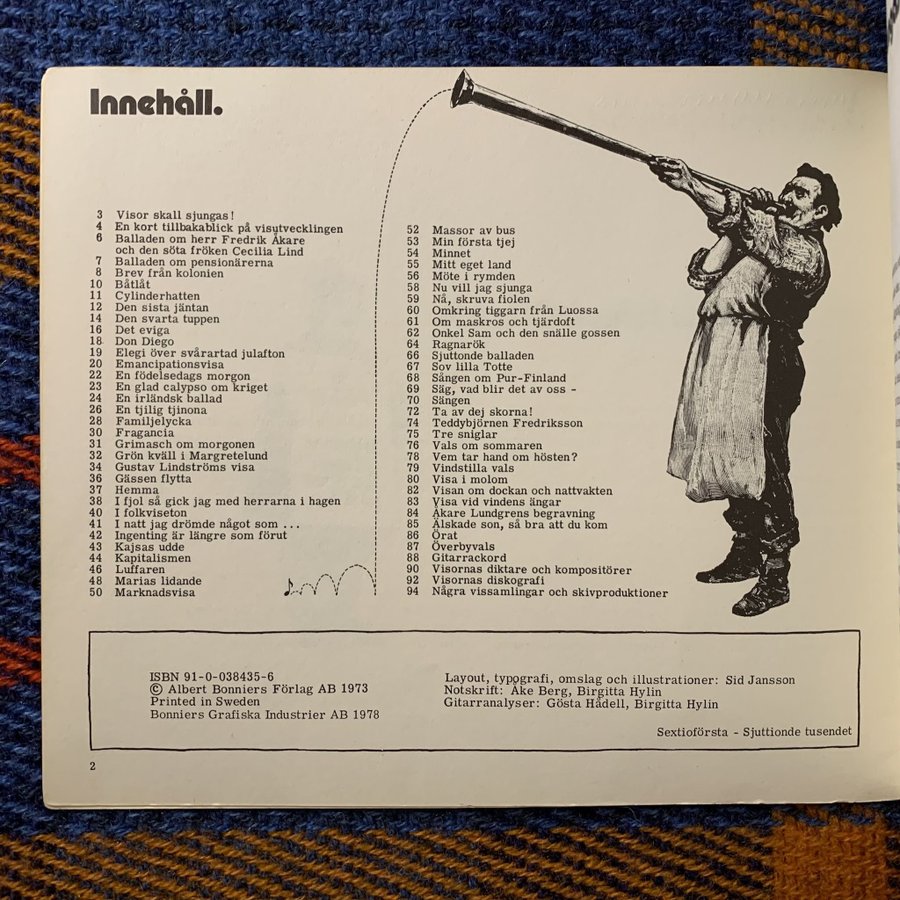 Innehåll.
3 Visor skall sjungas!
4 En kort tillbakablick på visutvecklingen
6 Balladen om herr Fredrik Åkare
och den söta fröken Cecilia Lind
7 Balladen om pensionärerna
8 Brev från kolonien
10 Båtlåt
11 Cylinderhatten
12 Den sista jäntan
14 Den svarta tuppen
16 Det eviga
18 Don Diego
19 Elegi över svårartad julafton
20 Emancipationsvisa
22 En födelsedags morgon
23 En glad calypso om kriget
24 En irländsk ballad
26 En tjilig tjinona
28 Familjelycka
30 Fragancia
31 Grimasch om morgonen
32 Grön kväll i Margretelund
34 Gustav Lindströms visa
36 Gässen flytta
37 Hemma
38 I fjol så gick jag med herrarna i hagen
40 I folkviseton
41 I natt jag drömde något som ...
42 Ingenting är längre som förut
43 Kajsas udde
44 Kapitalismen
46 Luffaren
48 Marias lidande
50 Marknadsvisa
52 Massor av bus
53 Min första tjej
54 Minnet
55 Mitt eget land
56 Möte i rymden
58 Nu vill jag sjunga
59 Nå, skruva fiolen
60 Omkring tiggarn från Luossa
61 Om maskros och tjärdoft
62 Onkel Sam och den snälle gossen
64 Ragnarök
66 Sjuttonde balladen
67 Sov lilla Totte
68 Sången om Pur-Finland
69 Säg, vad blir det av oss -
70 Sängen
72 Ta av dej skorna!
74 Teddybjörnen Fredriksson
75 Tre sniglar
76 Vals om sommaren
78 Vem tar hand om hösten?
79 Vindstilla vals
80 Visa i molom
82 Visan om dockan och nattvakten
83 Visa vid vindens ängar
84 Åkare Lundgrens begravning
85 Älskade son, så bra att du kom
86 Örat
87 Överbyvals
88 Gitarrackord
90 Visornas diktare och kompositörer
92 Visornas diskografi
94 Några vissamlingar och skivproduktioner
ISBN 91-0-038435-6
© Albert Bonniers Förlag AB 1973
Printed in Sweden
Bonniers Grafiska Industrier AB 1978
Layout, typografi, omslag och illustrationer: Sid Jansson
Notskrift: Åke Berg, Birgitta Hylin
Gitarranalyser: Gösta Hådell, Birgitta Hylin
Sextioförsta - Sjuttionde tusendet
2